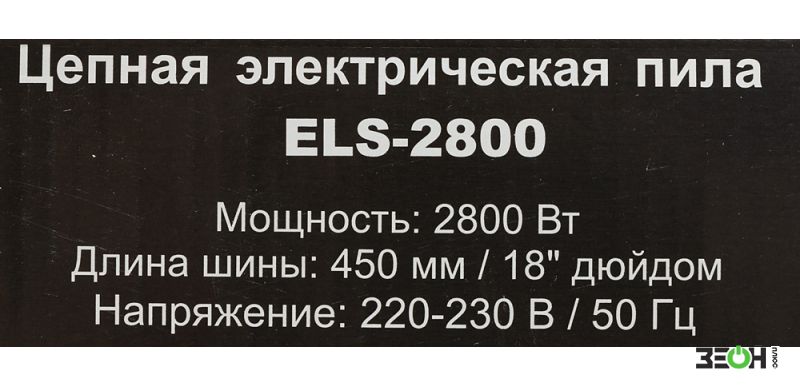 Цепная электрическая пила
ELS-2800
Мощность: 2800 Вт
Длина шины: 450 мм / 18" дюйдом
Напряжение: 220-230 В / 50 Гц
ЗЕОН плюс